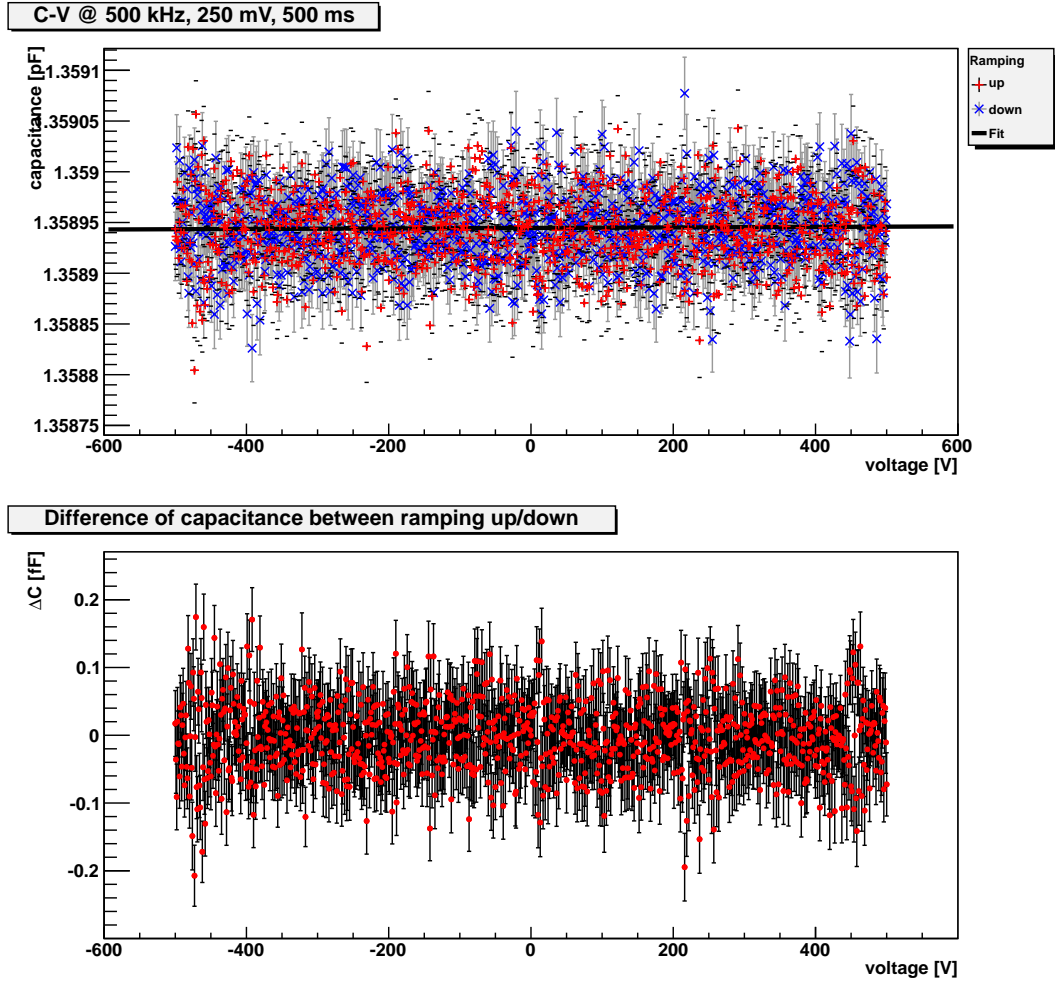 C-V @ 500 kHz, 250 mV, 500 ms
capacitance [pF]
1.3591
1.35905
1.359
1.35895
1.3589
1.35885
1.3588
1.35875
-600 -400 -200 0 200 400 600
voltage [V]
Ramping
up
down
Fit
Difference of capacitance between ramping up/down
ΔC [fF]
0.2
0.1
0
-0.1
-0.2
-600 -400 -200 0 200 400
voltage [V]